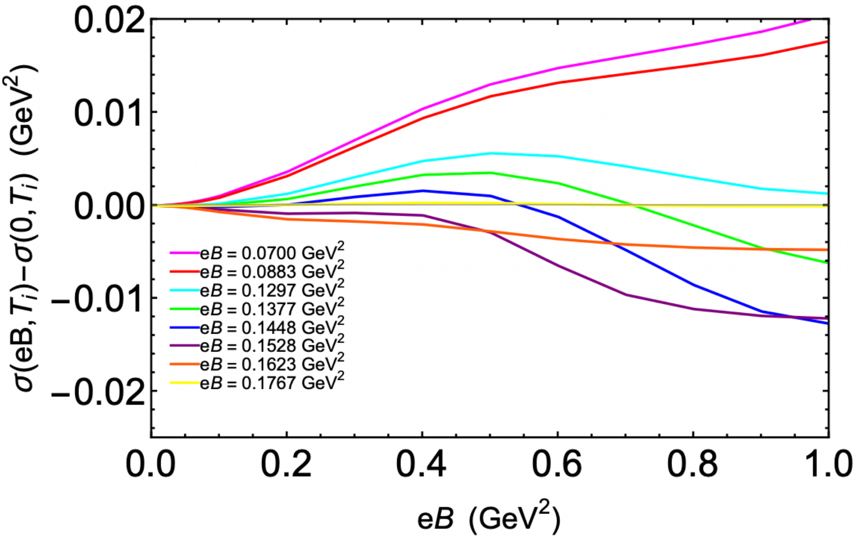 0.02
0.01
0.00
−0.01
−0.02
σ(eB,Tᵢ)−σ(0,Tᵢ) (GeV²)
eB = 0.0700 GeV²
eB = 0.0883 GeV²
eB = 0.1297 GeV²
eB = 0.1377 GeV²
eB = 0.1448 GeV²
eB = 0.1528 GeV²
eB = 0.1623 GeV²
eB = 0.1767 GeV²
0.0 0.2 0.4 0.6 0.8 1.0
eB (GeV²)